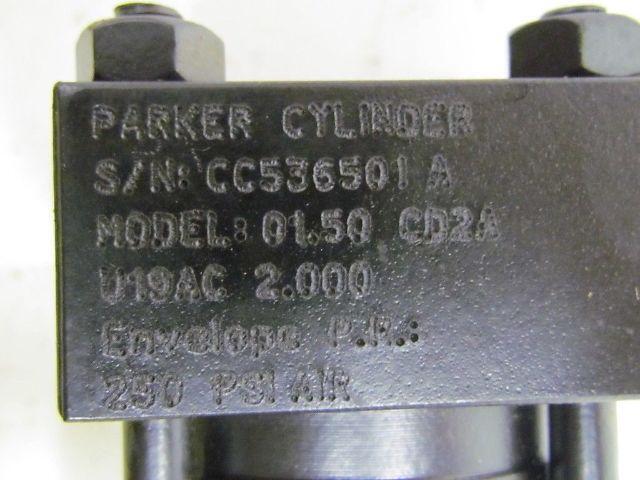 PARKER CYLINDER
S/N: CC536501 A
MODEL: 01.50 CD2A
U19AC 2.000
Envelope P.R.:
250 PSI AIR